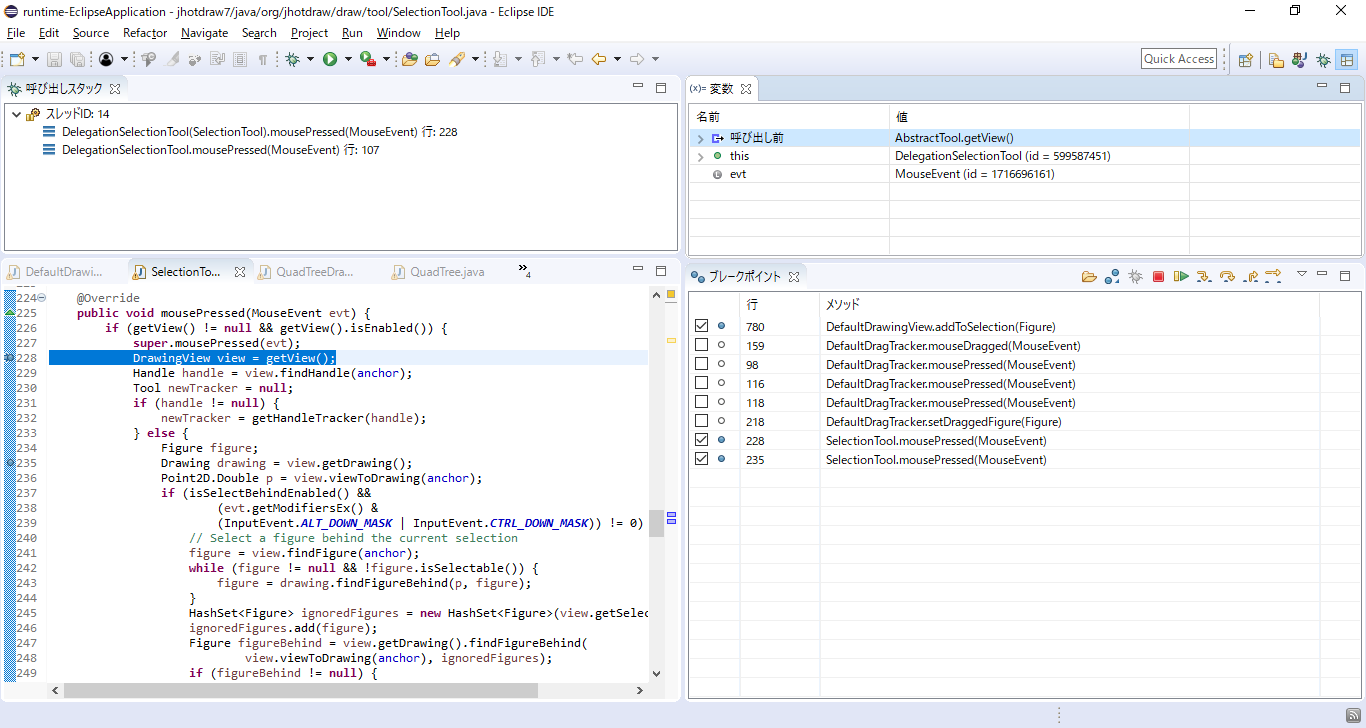 runtime-EclipseApplication - jhotdraw7/java/org/jhotdraw/draw/tool/SelectionTool.java - Eclipse IDE
File Edit Source Refactor Navigate Search Project Run Window Help
Quick Access
呼び出しスタック
スレッドID: 14
DelegationSelectionTool(SelectionTool).mousePressed(MouseEvent) 行: 228
DelegationSelectionTool.mousePressed(MouseEvent) 行: 107
(x)= 変数
名前 値
呼び出し前 AbstractTool.getView()
this DelegationSelectionTool (id = 599587451)
evt MouseEvent (id = 1716696161)
DefaultDrawi... SelectionTo... QuadTreeDra... QuadTree.java »4
224 @Override
225 public void mousePressed(MouseEvent evt) {
226 if (getView() != null && getView().isEnabled()) {
227 super.mousePressed(evt);
228 DrawingView view = getView();
229 Handle handle = view.findHandle(anchor);
230 Tool newTracker = null;
231 if (handle != null) {
232 newTracker = getHandleTracker(handle);
233 } else {
234 Figure figure;
235 Drawing drawing = view.getDrawing();
236 Point2D.Double p = view.viewToDrawing(anchor);
237 if (isSelectBehindEnabled() &&
238 (evt.getModifiersEx() &
239 (InputEvent.ALT_DOWN_MASK | InputEvent.CTRL_DOWN_MASK)) != 0)
240 // Select a figure behind the current selection
241 figure = view.findFigure(anchor);
242 while (figure != null && !figure.isSelectable()) {
243 figure = drawing.findFigureBehind(p, figure);
244 }
245 HashSet<Figure> ignoredFigures = new HashSet<Figure>(view.getSelec
246 ignoredFigures.add(figure);
247 Figure figureBehind = view.getDrawing().findFigureBehind(
248 view.viewToDrawing(anchor), ignoredFigures);
249 if (figureBehind != null) {
ブレークポイント
行 メソッド
780 DefaultDrawingView.addToSelection(Figure)
159 DefaultDragTracker.mouseDragged(MouseEvent)
98 DefaultDragTracker.mousePressed(MouseEvent)
116 DefaultDragTracker.mousePressed(MouseEvent)
118 DefaultDragTracker.mousePressed(MouseEvent)
218 DefaultDragTracker.setDraggedFigure(Figure)
228 SelectionTool.mousePressed(MouseEvent)
235 SelectionTool.mousePressed(MouseEvent)